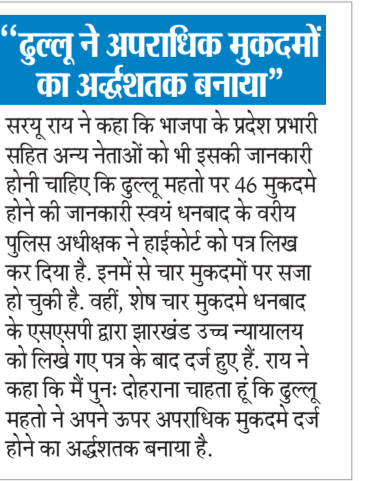 “ढुल्लू ने अपराधिक मुकदमों
का अर्द्धशतक बनाया”
सरयू राय ने कहा कि भाजपा के प्रदेश प्रभारी
सहित अन्य नेताओं को भी इसकी जानकारी
होनी चाहिए कि ढुल्लू महतो पर 46 मुकदमे
होने की जानकारी स्वयं धनबाद के वरीय
पुलिस अधीक्षक ने हाईकोर्ट को पत्र लिख
कर दिया है. इनमें से चार मुकदमों पर सजा
हो चुकी है. वहीं, शेष चार मुकदमे धनबाद
के एसएसपी द्वारा झारखंड उच्च न्यायालय
को लिखे गए पत्र के बाद दर्ज हुए हैं. राय ने
कहा कि मैं पुनः दोहराना चाहता हूं कि ढुल्लू
महतो ने अपने ऊपर अपराधिक मुकदमे दर्ज
होने का अर्द्धशतक बनाया है.